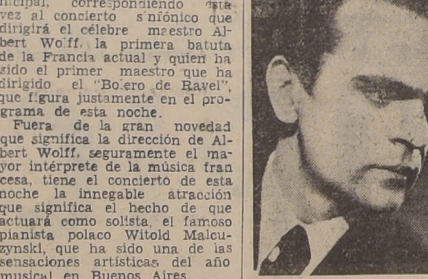 nicipal, correspondiendo esta
vez al concierto sinfónico que
dirigirá el célebre maestro Al-
bert Wolff, la primera batuta
de la Francia actual y quien ha
sido el primer maestro que ha
dirigido el "Bolero de Ravel",
que figura justamente en el pro-
grama de esta noche.
Fuera de la gran novedad
que significa la dirección de Al-
bert Wolff, seguramente el ma-
yor intérprete de la música fran
cesa, tiene el concierto de esta
noche la innegable atracción
que significa el hecho de que
actuará como solista, el famoso
pianista polaco Witold Malcu-
zynski, que ha sido una de las
sensaciones artísticas del año
musical en Buenos Aires.